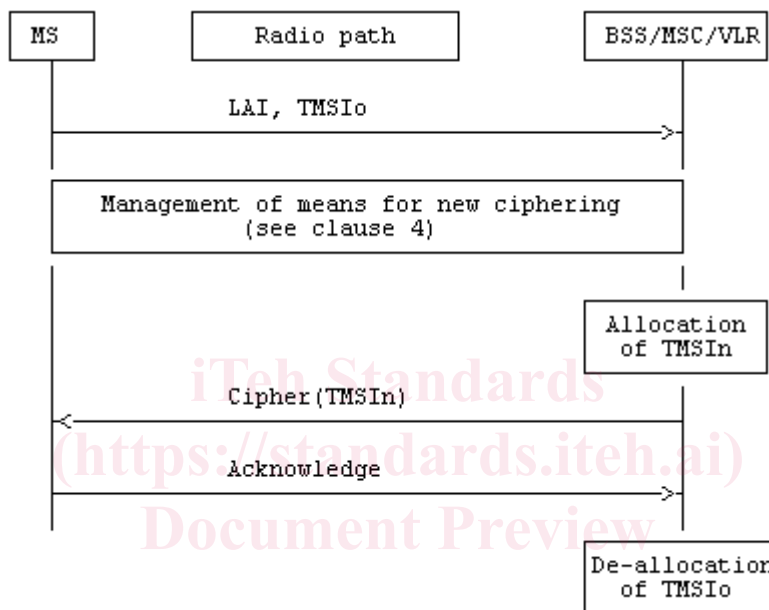 MS
Radio path
BSS/MSC/VLR
LAI, TMSIo
Management of means for new ciphering
(see clause 4)
Allocation
of TMSIn
iTeh Standards
Cipher(TMSIn)
(https://standards.iteh.ai)
Acknowledge
Document Preview
De-allocation
of TMSIo